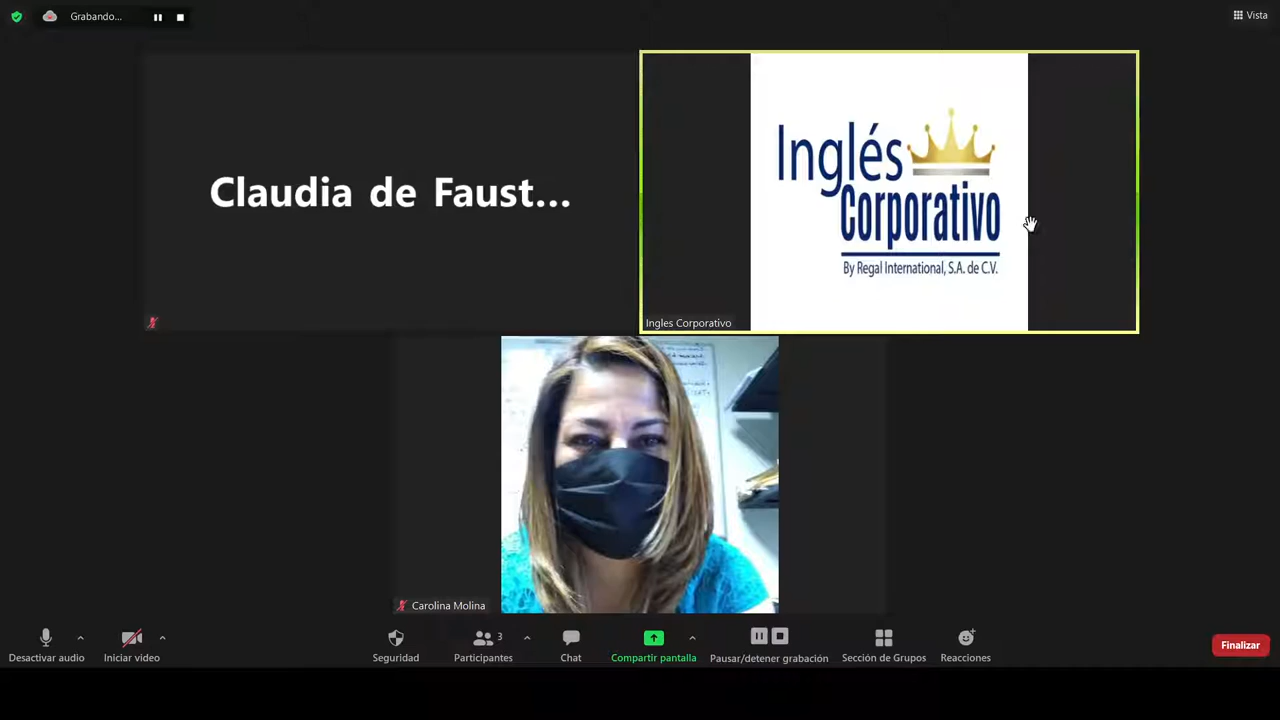 Grabando...
Vista
Claudia de Faust...
Inglés
Corporativo
By Regal International, S.A. de C.V.
Ingles Corporativo
Carolina Molina
Desactivar audio
Iniciar video
Seguridad
3
Participantes
Chat
Compartir pantalla
Pausar/detener grabación
Sección de Grupos
Reacciones
Finalizar